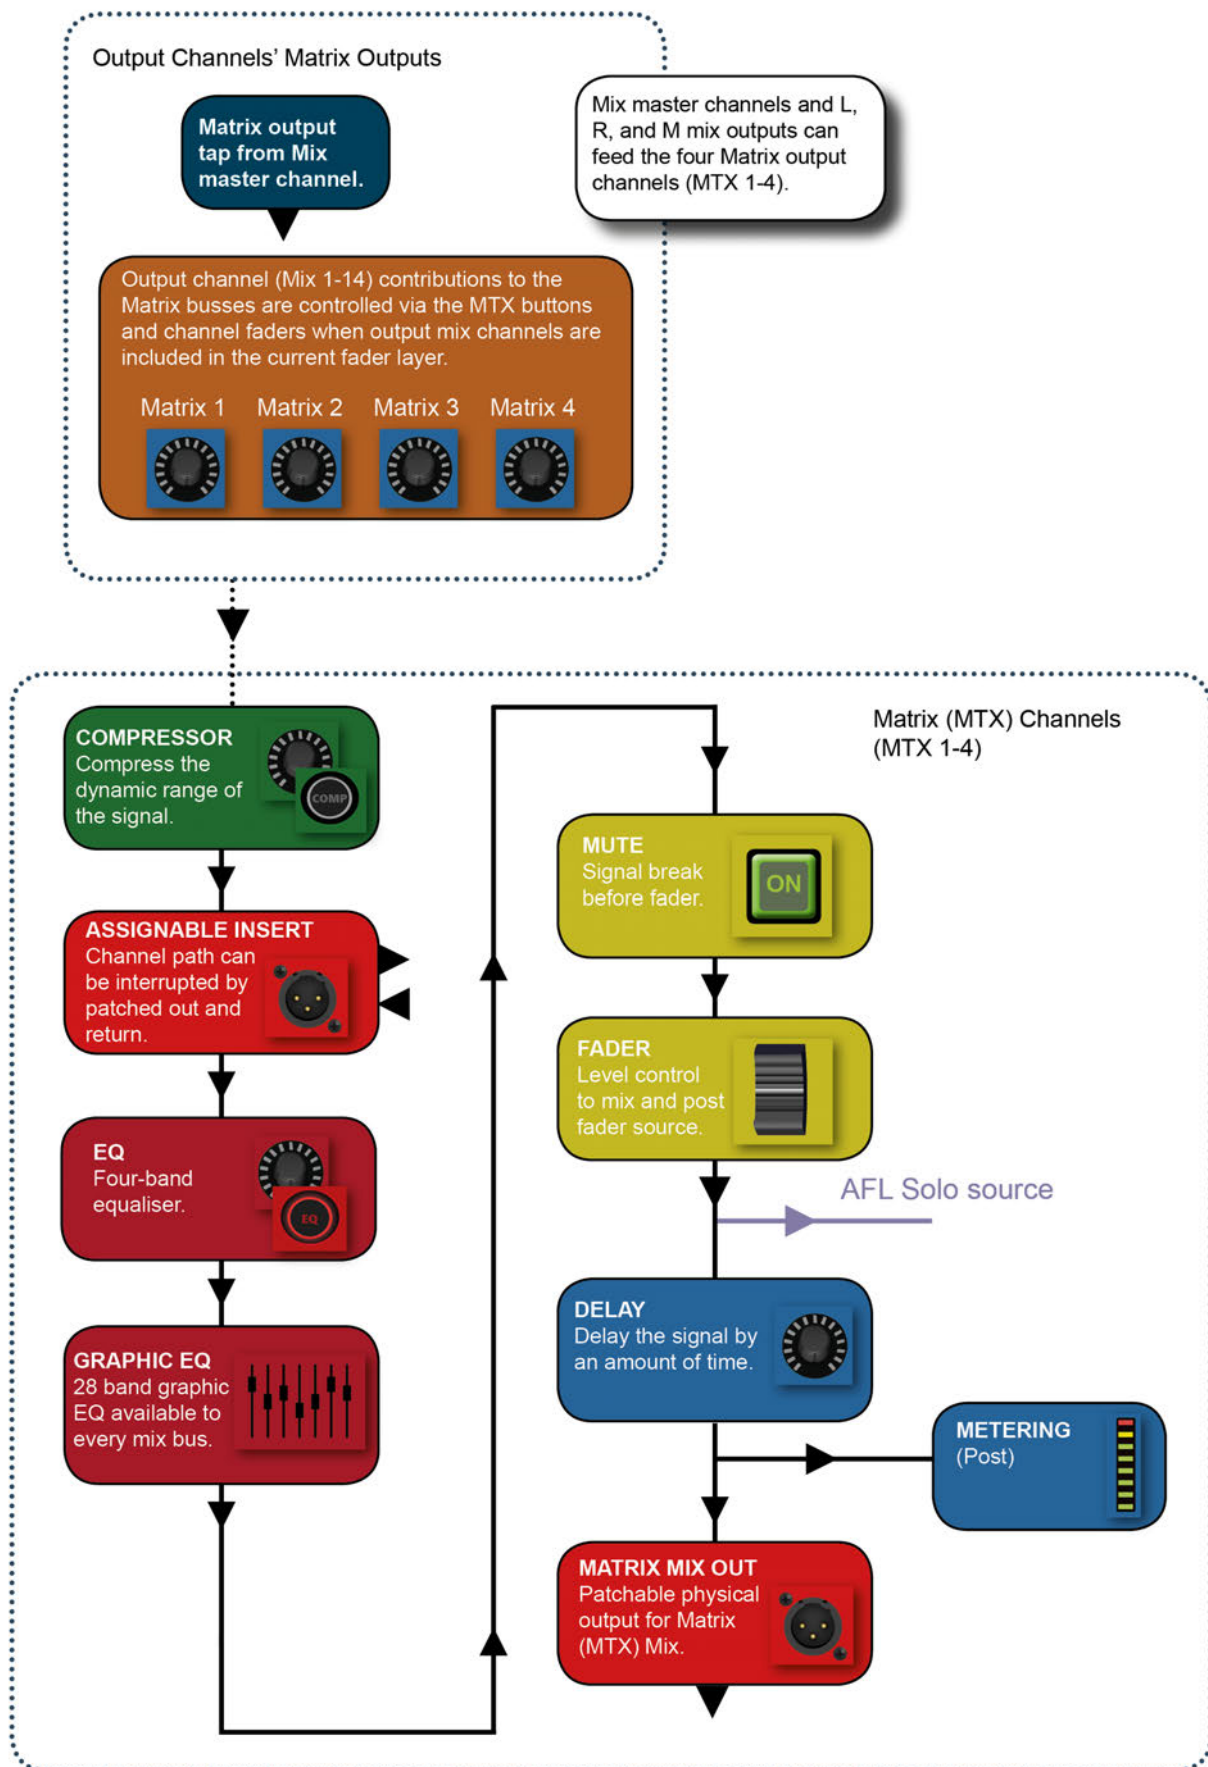 Output Channels’ Matrix Outputs
Matrix output
tap from Mix
master channel.
Mix master channels and L,
R, and M mix outputs can
feed the four Matrix output
channels (MTX 1-4).
Output channel (Mix 1-14) contributions to the
Matrix busses are controlled via the MTX buttons
and channel faders when output mix channels are
included in the current fader layer.
Matrix 1 Matrix 2 Matrix 3 Matrix 4
Matrix (MTX) Channels
(MTX 1-4)
COMPRESSOR
Compress the
dynamic range of
the signal.
COMP
ASSIGNABLE INSERT
Channel path can
be interrupted by
patched out and
return.
EQ
Four-band
equaliser.
EQ
GRAPHIC EQ
28 band graphic
EQ available to
every mix bus.
MUTE
Signal break
before fader.
ON
FADER
Level control
to mix and post
fader source.
AFL Solo source
DELAY
Delay the signal by
an amount of time.
METERING
(Post)
MATRIX MIX OUT
Patchable physical
output for Matrix
(MTX) Mix.